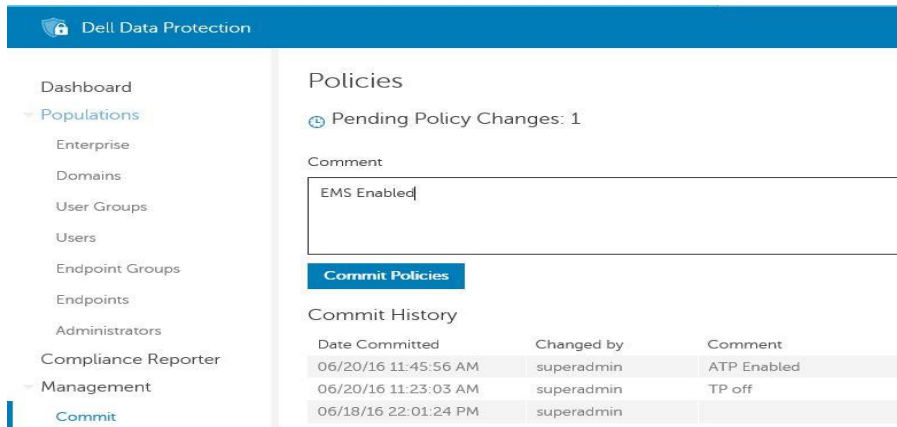 Dell Data Protection
Dashboard
Populations
Enterprise
Domains
User Groups
Users
Endpoint Groups
Endpoints
Administrators
Compliance Reporter
Management
Commit
Policies
Pending Policy Changes: 1
Comment
EMS Enabled
Commit Policies
Commit History
Date Committed Changed by Comment
06/20/16 11:45:56 AM superadmin ATP Enabled
06/20/16 11:23:03 AM superadmin TP off
06/18/16 22:01:24 PM superadmin